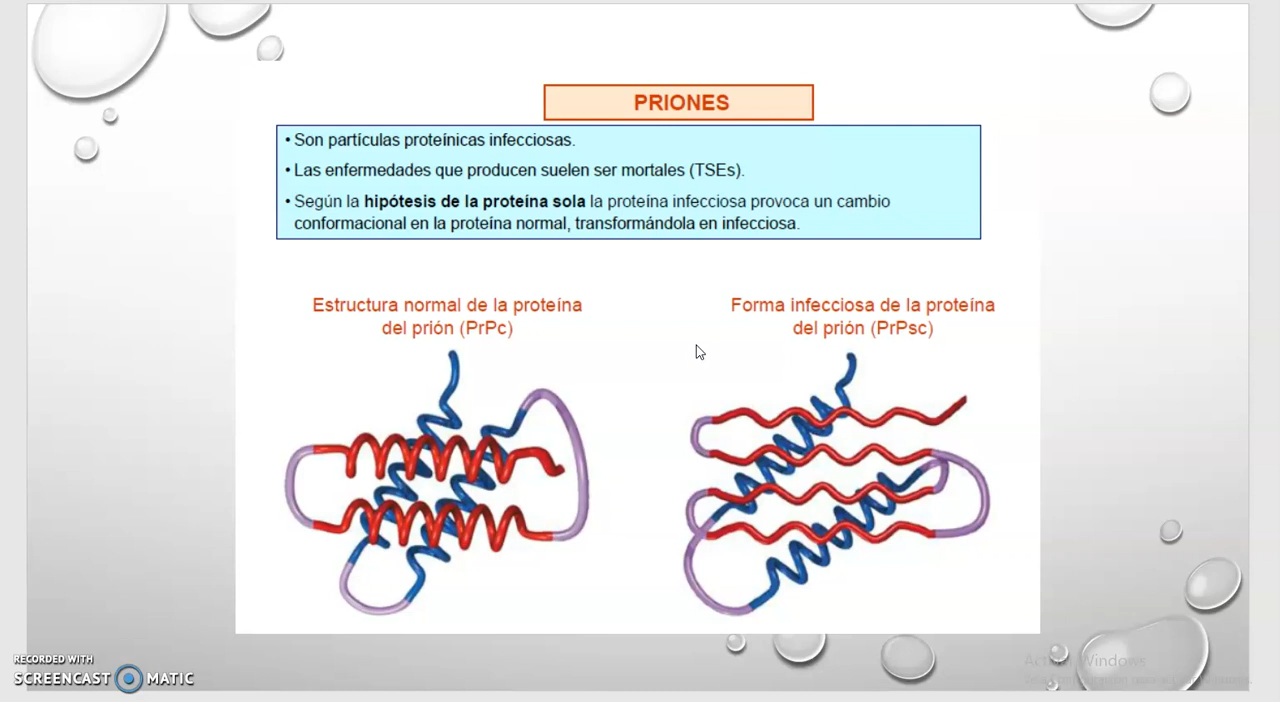 PRIONES
• Son partículas proteínicas infecciosas.
• Las enfermedades que producen suelen ser mortales (TSEs).
• Según la hipótesis de la proteína sola la proteína infecciosa provoca un cambio
conformacional en la proteína normal, transformándola en infecciosa.
Estructura normal de la proteína
del prión (PrPc)
Forma infecciosa de la proteína
del prión (PrPsc)
RECORDED WITH
SCREENCAST MATIC
Windows